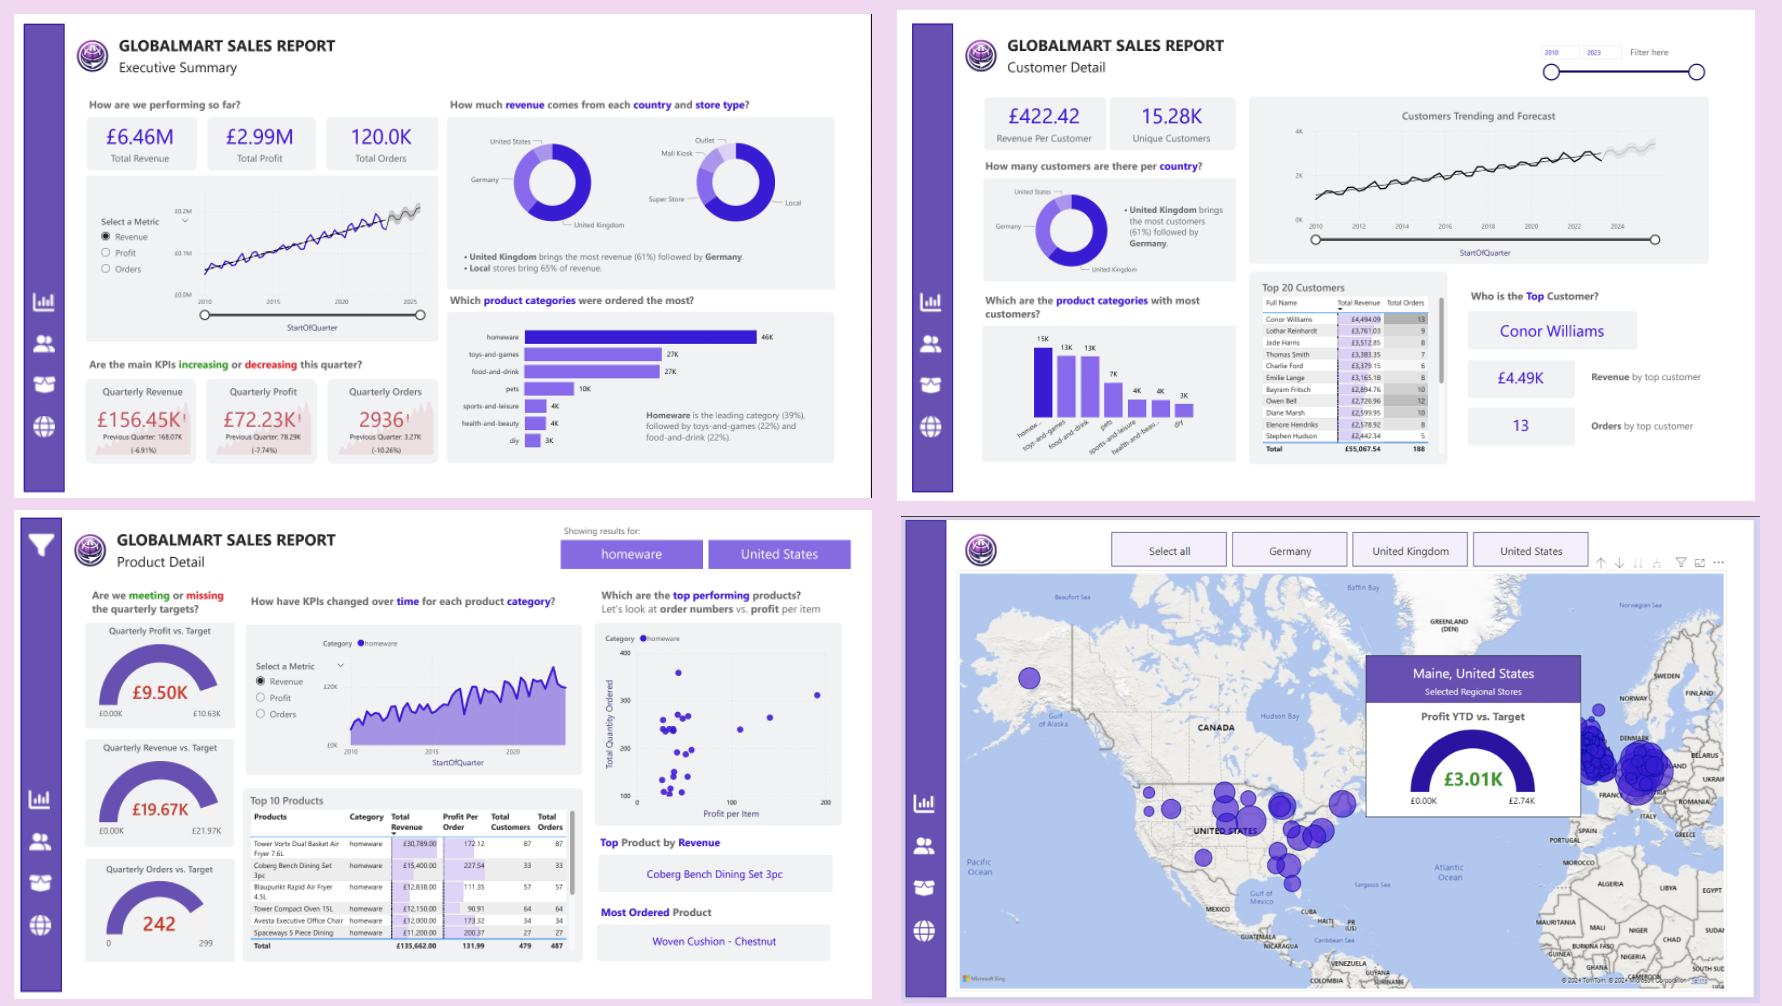 GLOBALMART SALES REPORT
Executive Summary
How are we performing so far?
£6.46M
Total Revenue
£2.99M
Total Profit
120.0K
Total Orders
Select a Metric
Revenue
Profit
Orders
£0.2M
£0.1M
£0.0M
2010
2015
2020
2025
StartOfQuarter
Are the main KPIs increasing or decreasing this quarter?
Quarterly Revenue
£156.45K!
Previous Quarter: 168.07K
(-6.91%)
Quarterly Profit
£72.23K!
Previous Quarter: 78.29K
(-7.74%)
Quarterly Orders
2936!
Previous Quarter: 3.27K
(-10.26%)
How much revenue comes from each country and store type?
United States
Germany
United Kingdom
Outlet
Mall Kiosk
Super Store
Local
• United Kingdom brings the most revenue (61%) followed by Germany.
• Local stores bring 65% of revenue.
Which product categories were ordered the most?
homeware 46K
toys-and-games 27K
food-and-drink 27K
pets 10K
sports-and-leisure 4K
health-and-beauty 4K
diy 3K
Homeware is the leading category (39%),
followed by toys-and-games (22%) and
food-and-drink (22%).
GLOBALMART SALES REPORT
Customer Detail
2010
2023
Filter here
£422.42
Revenue Per Customer
15.28K
Unique Customers
How many customers are there per country?
United States
Germany
United Kingdom
• United Kingdom brings
the most customers
(61%) followed by
Germany.
Which are the product categories with most
customers?
15K
13K
13K
7K
4K
4K
3K
homew...
toys-and-games
food-and-drink
pets
sports-and-leisure
health-and-beau...
diy
Customers Trending and Forecast
4K
2K
0K
2010
2012
2014
2016
2018
2020
2022
2024
StartOfQuarter
Top 20 Customers
Full Name Total Revenue Total Orders
Conor Williams £4,494.09 13
Lothar Reinhardt £3,761.03 9
Jade Harris £3,512.85 8
Thomas Smith £3,383.35 7
Charlie Ford £3,379.15 6
Emilie Lange £3,165.18 8
Bayram Fritsch £2,894.76 10
Owen Bell £2,726.96 12
Diane Marsh £2,599.95 10
Elenore Hendriks £2,578.92 8
Stephen Hudson £2,442.34 5
Total £55,067.54 188
Who is the Top Customer?
Conor Williams
£4.49K
Revenue by top customer
13
Orders by top customer
GLOBALMART SALES REPORT
Product Detail
Showing results for:
homeware
United States
Are we meeting or missing
the quarterly targets?
Quarterly Profit vs. Target
£9.50K
£0.00K
£10.63K
Quarterly Revenue vs. Target
£19.67K
£0.00K
£21.97K
Quarterly Orders vs. Target
242
0
299
How have KPIs changed over time for each product category?
Category homeware
Select a Metric
Revenue
Profit
Orders
£20K
£0K
2010
2015
2020
StartOfQuarter
Top 10 Products
Products Category Total Revenue Profit Per Order Total Customers Total Orders
Tower Vortx Dual Basket Air Fryer 7.6L homeware £30,789.00 172.12 87 87
Coberg Bench Dining Set 3pc homeware £15,400.00 227.54 33 33
Blaupunkt Rapid Air Fryer 4.5L homeware £12,838.00 111.35 57 57
Tower Compact Oven 15L homeware £12,150.00 90.91 64 64
Avesta Executive Office Chair homeware £12,000.00 173.32 34 34
Spaceways 5 Piece Dining homeware £11,200.00 200.37 27 27
Total £135,662.00 131.99 479 487
Which are the top performing products?
Let's look at order numbers vs. profit per item
Category homeware
Total Quantity Ordered
400
300
200
100
0
100
200
Profit per Item
Top Product by Revenue
Coberg Bench Dining Set 3pc
Most Ordered Product
Woven Cushion - Chestnut
Select all
Germany
United Kingdom
United States
Baffin Bay
Beaufort Sea
Norwegian Sea
GREENLAND
(DEN)
Maine, United States
Selected Regional Stores
Profit YTD vs. Target
£3.01K
£0.00K
£2.74K
SWEDEN
FINLAND
NORWAY
Gulf
of Alaska
Hudson Bay
CANADA
DENMARK
BELARUS
LAND
UKRAI
FRANC
ROMANIA
UNITED STATES
ITALY
SPAIN
GREECE
PORTUGAL
Pacific
Ocean
Atlantic
Ocean
MOROCCO
Sargasso Sea
ALGERIA
LIBYA
EGYPT
Gulf of
Mexico
MEXICO
CUBA
HAITI
PR
(US)
MAURITANIA
MALI
NIGER
CHAD
SUDAN
GUATEMALA
NICARAGUA
Caribbean Sea
BURKINA FASO
GUINEA
NIGERIA
VENEZUELA
GHANA
CAMEROON
SOUTH SUD
COLOMBIA
GUYANA
SURINAME
Microsoft Bing
© 2024 TomTom, © 2024 Microsoft Corporation Terms